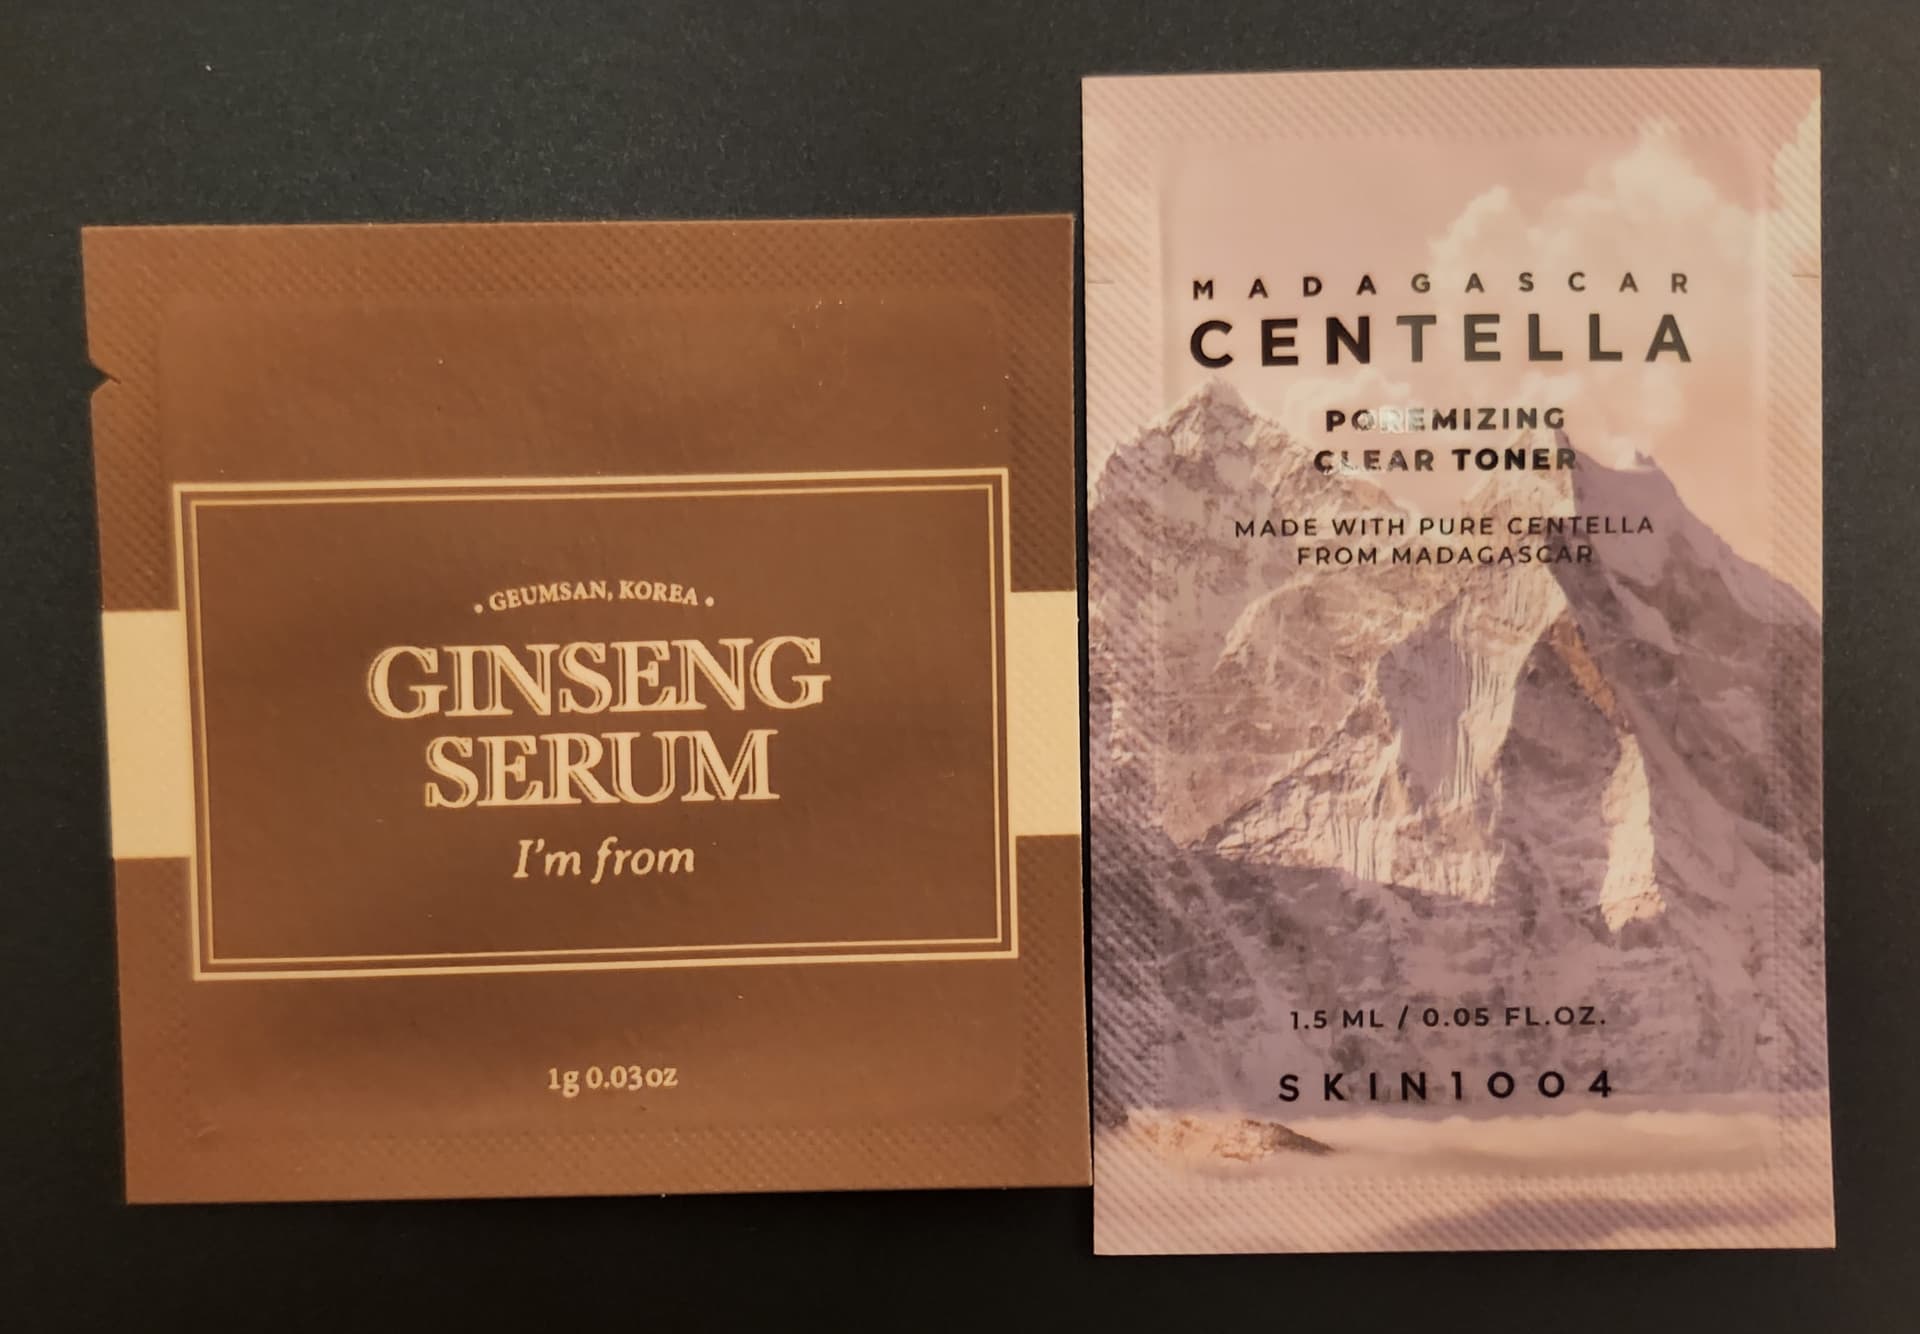 • GEUMSAN, KOREA •
GINSENG
SERUM
I'm from
1g 0.03oz
MADAGASCAR
CENTELLA
POREMIZING
CLEAR TONER
MADE WITH PURE CENTELLA
FROM MADAGASCAR
1.5 ML / 0.05 FL.OZ.
SKIN1004